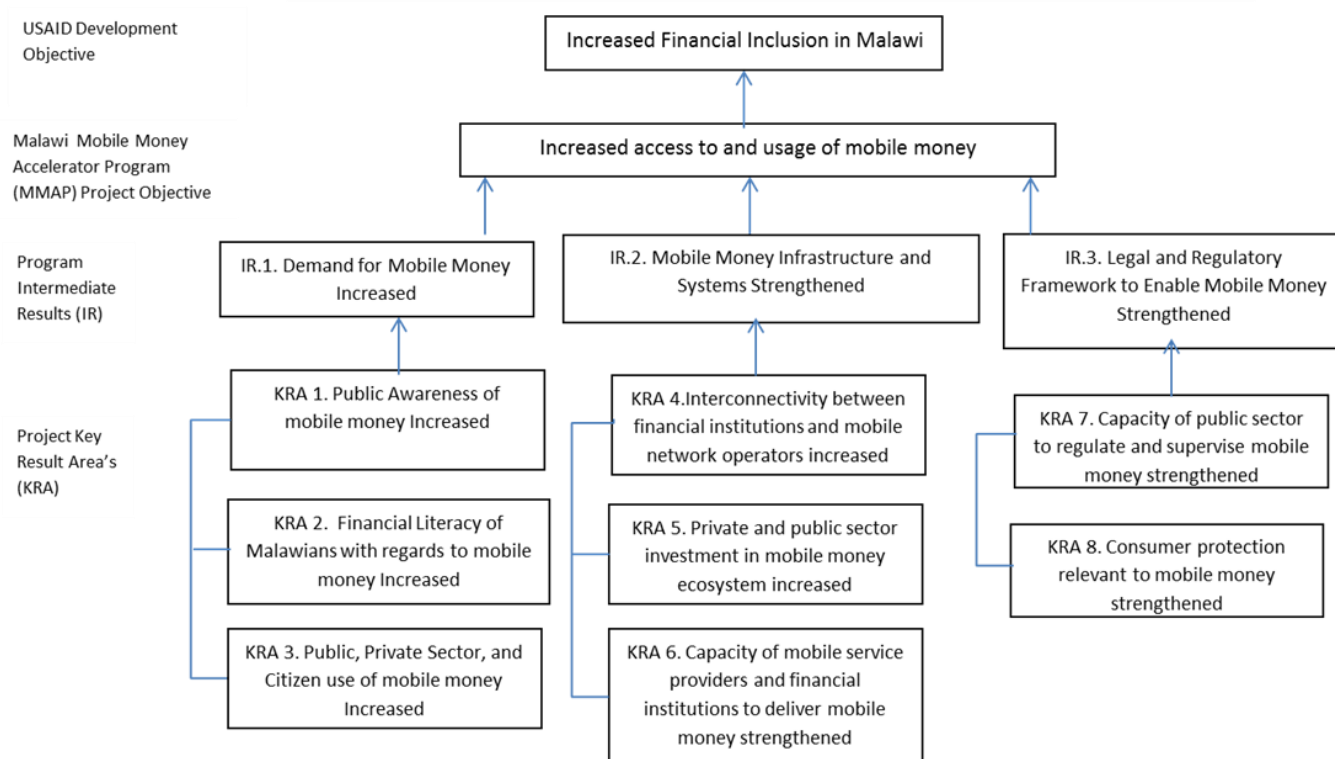 USAID Development
Objective
Increased Financial Inclusion in Malawi
Malawi Mobile Money
Accelerator Program
(MMAP) Project Objective
Increased access to and usage of mobile money
Program
Intermediate
Results (IR)
IR.1. Demand for Mobile Money
Increased
IR.2. Mobile Money Infrastructure and
Systems Strengthened
IR.3. Legal and Regulatory
Framework to Enable Mobile Money
Strengthened
Project Key
Result Area's
(KRA)
KRA 1. Public Awareness of
mobile money Increased
KRA 2. Financial Literacy of
Malawians with regards to mobile
money Increased
KRA 3. Public, Private Sector, and
Citizen use of mobile money
Increased
KRA 4.Interconnectivity between
financial institutions and mobile
network operators increased
KRA 5. Private and public sector
investment in mobile money
ecosystem increased
KRA 6. Capacity of mobile service
providers and financial
institutions to deliver mobile
money strengthened
KRA 7. Capacity of public sector
to regulate and supervise mobile
money strengthened
KRA 8. Consumer protection
relevant to mobile money
strengthened